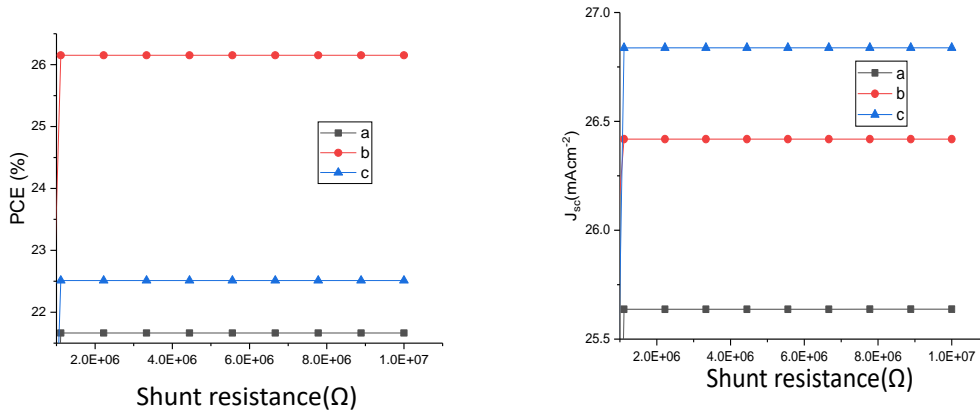 PCE (%)
26
25
24
23
22
a
b
c
2.0E+06 4.0E+06 6.0E+06 8.0E+06 1.0E+07
Shunt resistance(Ω)
Jsc(mAcm-2)
27.0
26.5
26.0
25.5
a
b
c
2.0E+06 4.0E+06 6.0E+06 8.0E+06 1.0E+07
Shunt resistance(Ω)